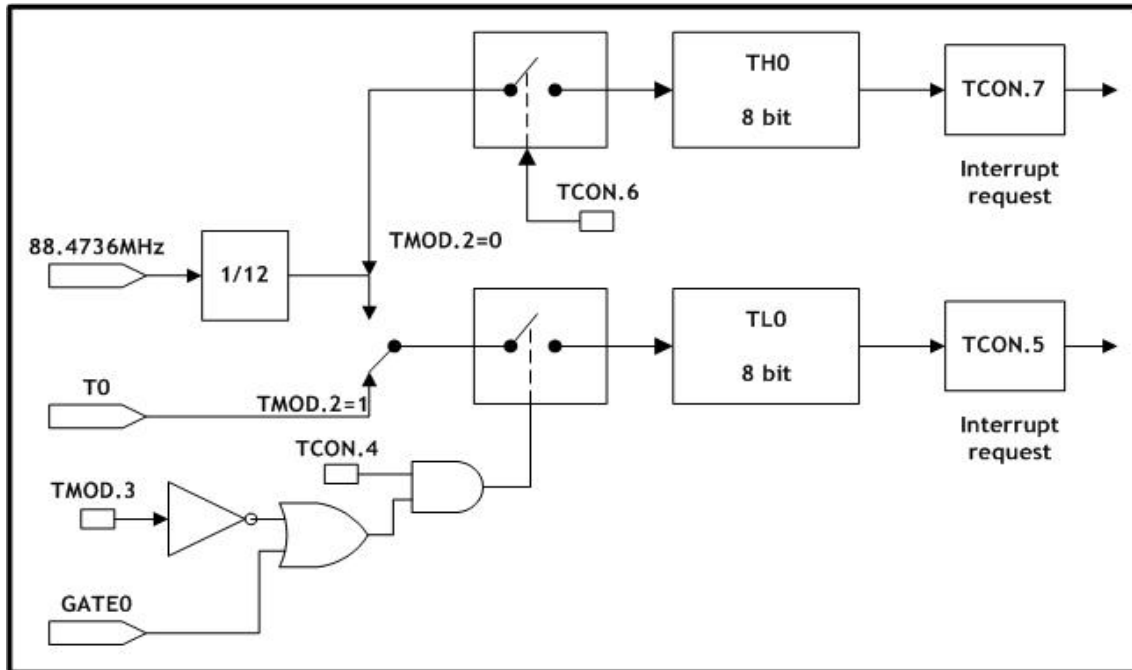 TH0
8 bit
TCON.7
Interrupt
request
TCON.6
TMOD.2=0
88.4736MHz
1/12
TL0
8 bit
TCON.5
Interrupt
request
T0
TMOD.2=1
TCON.4
TMOD.3
GATE0